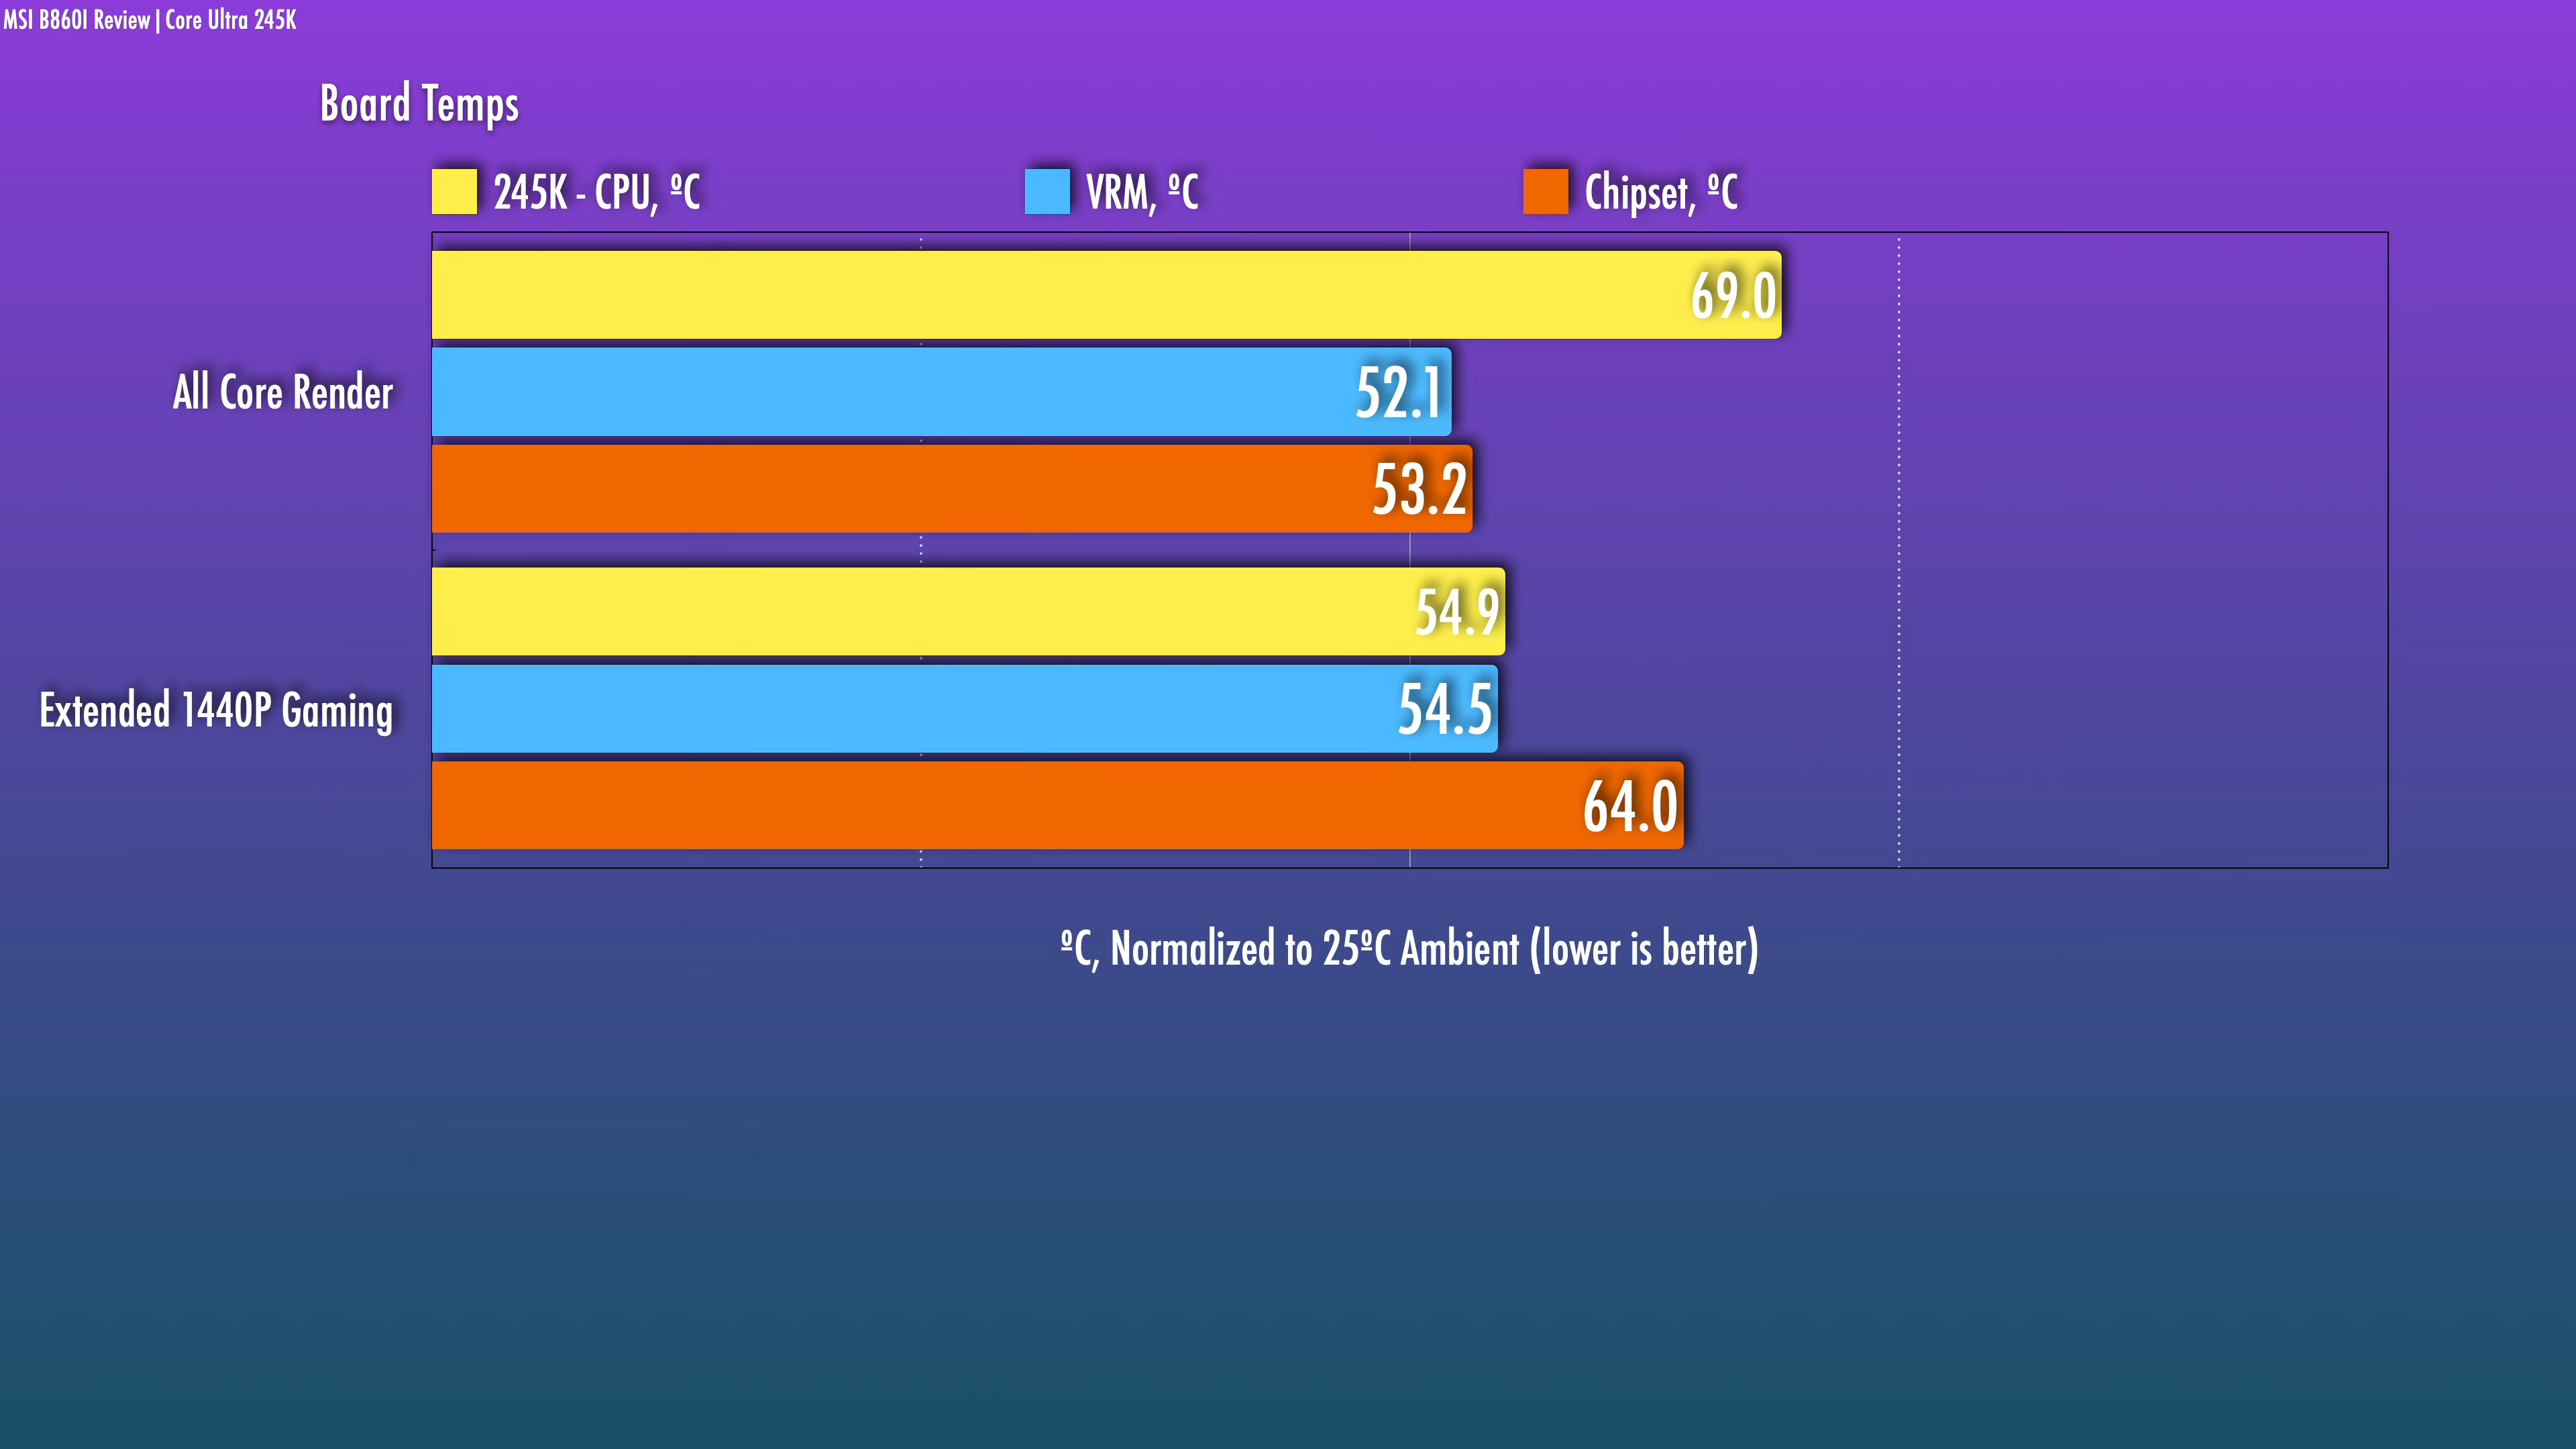 MSI B860I Review | Core Ultra 245K
Board Temps
245K - CPU, ºC
VRM, ºC
Chipset, ºC
All Core Render
69.0
52.1
53.2
Extended 1440P Gaming
54.9
54.5
64.0
ºC, Normalized to 25ºC Ambient (lower is better)